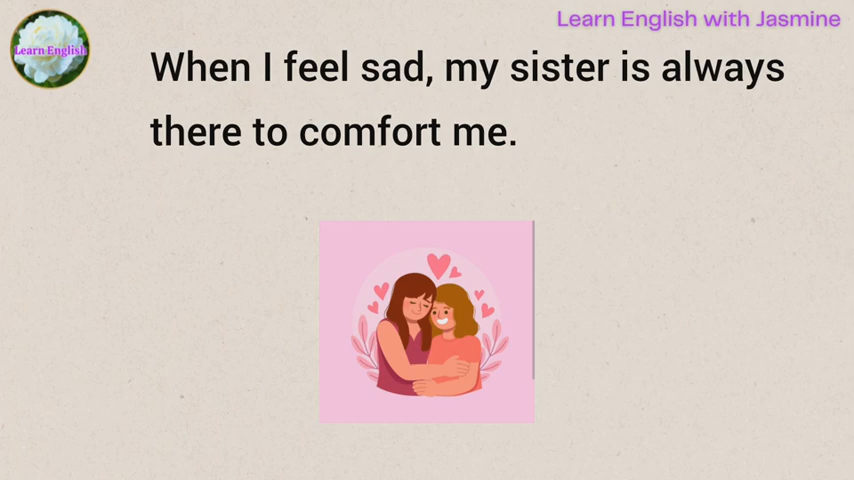 Learn English with Jasmine
Learn English
When I feel sad, my sister is always
there to comfort me.